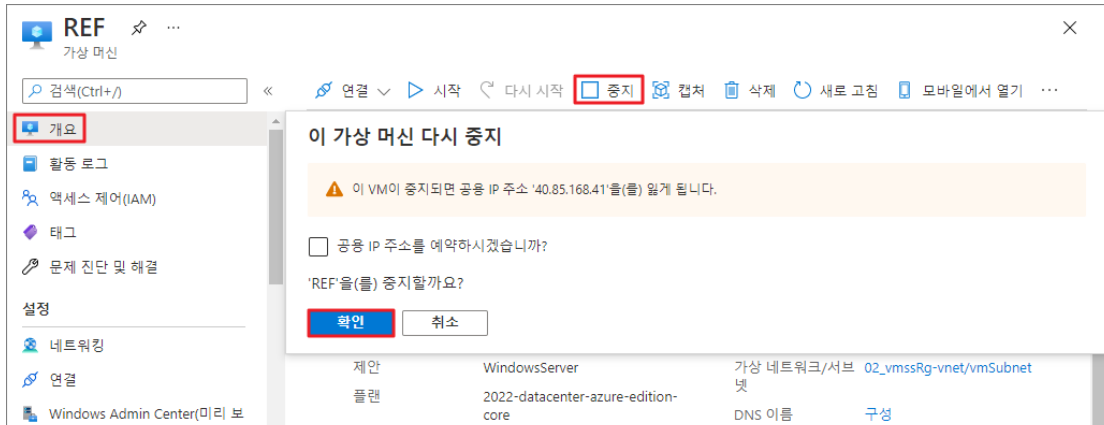 REF
가상 머신
검색(Ctrl+/)
연결 시작 다시 시작 중지 캡처 삭제 새로 고침 모바일에서 열기
개요
활동 로그
액세스 제어(IAM)
태그
문제 진단 및 해결
설정
네트워킹
연결
Windows Admin Center(미리 보
이 가상 머신 다시 중지
이 VM이 중지되면 공용 IP 주소 '40.85.168.41'을(를) 잃게 됩니다.
공용 IP 주소를 예약하시겠습니까?
'REF'을(를) 중지할까요?
확인 취소
제안 WindowsServer
플랜 2022-datacenter-azure-edition-
core
가상 네트워크/서브 02_vmssRg-vnet/vmSubnet
넷
DNS 이름 구성